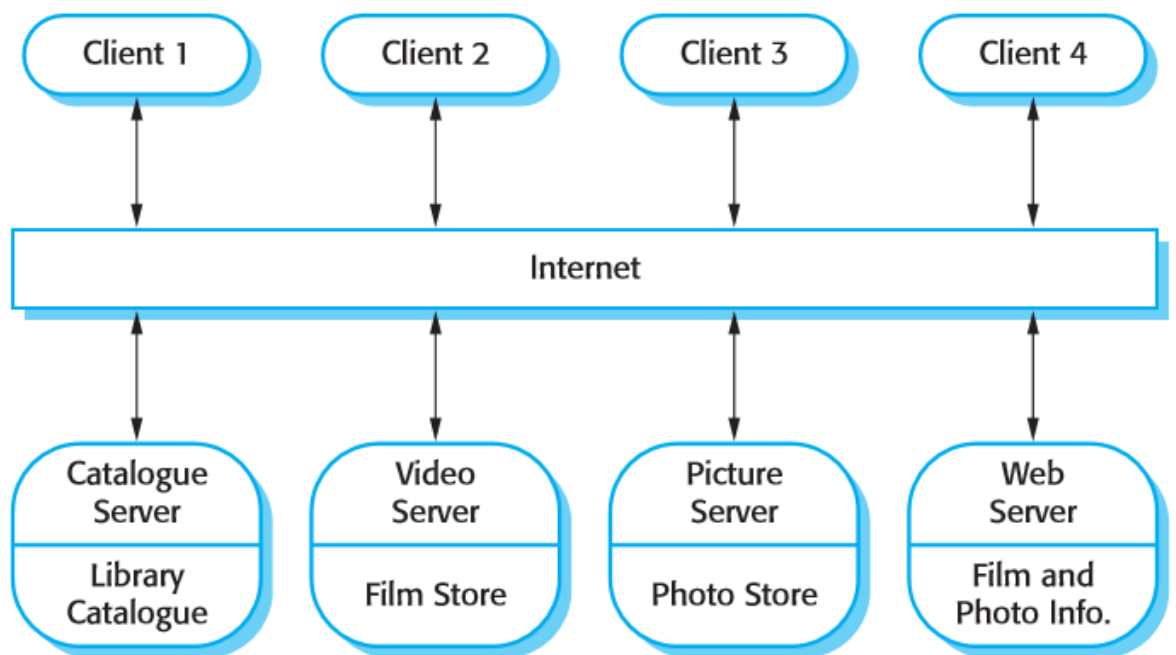 Client 1
Client 2
Client 3
Client 4
Internet
Catalogue
Server
Library
Catalogue
Video
Server
Film Store
Picture
Server
Photo Store
Web
Server
Film and
Photo Info.